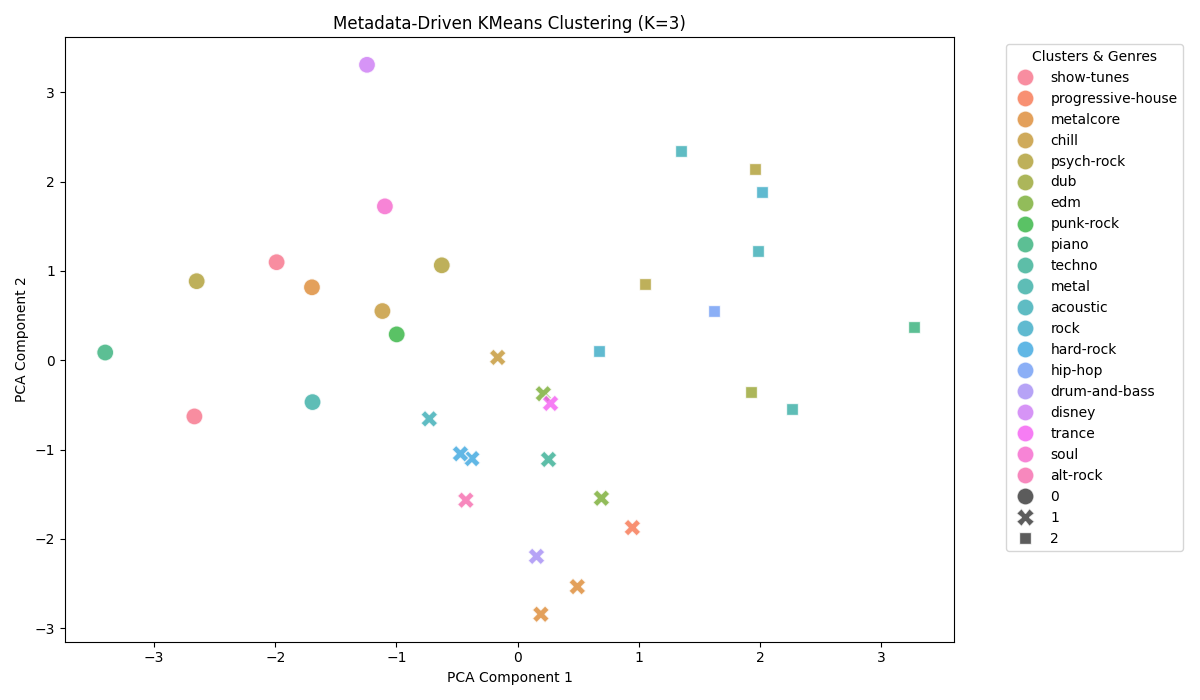 Metadata-Driven KMeans Clustering (K=3)
3
2
1
0
−1
−2
−3
PCA Component 2
−3
−2
−1
0
1
2
3
PCA Component 1
Clusters & Genres
show-tunes
progressive-house
metalcore
chill
psych-rock
dub
edm
punk-rock
piano
techno
metal
acoustic
rock
hard-rock
hip-hop
drum-and-bass
disney
trance
soul
alt-rock
0
1
2